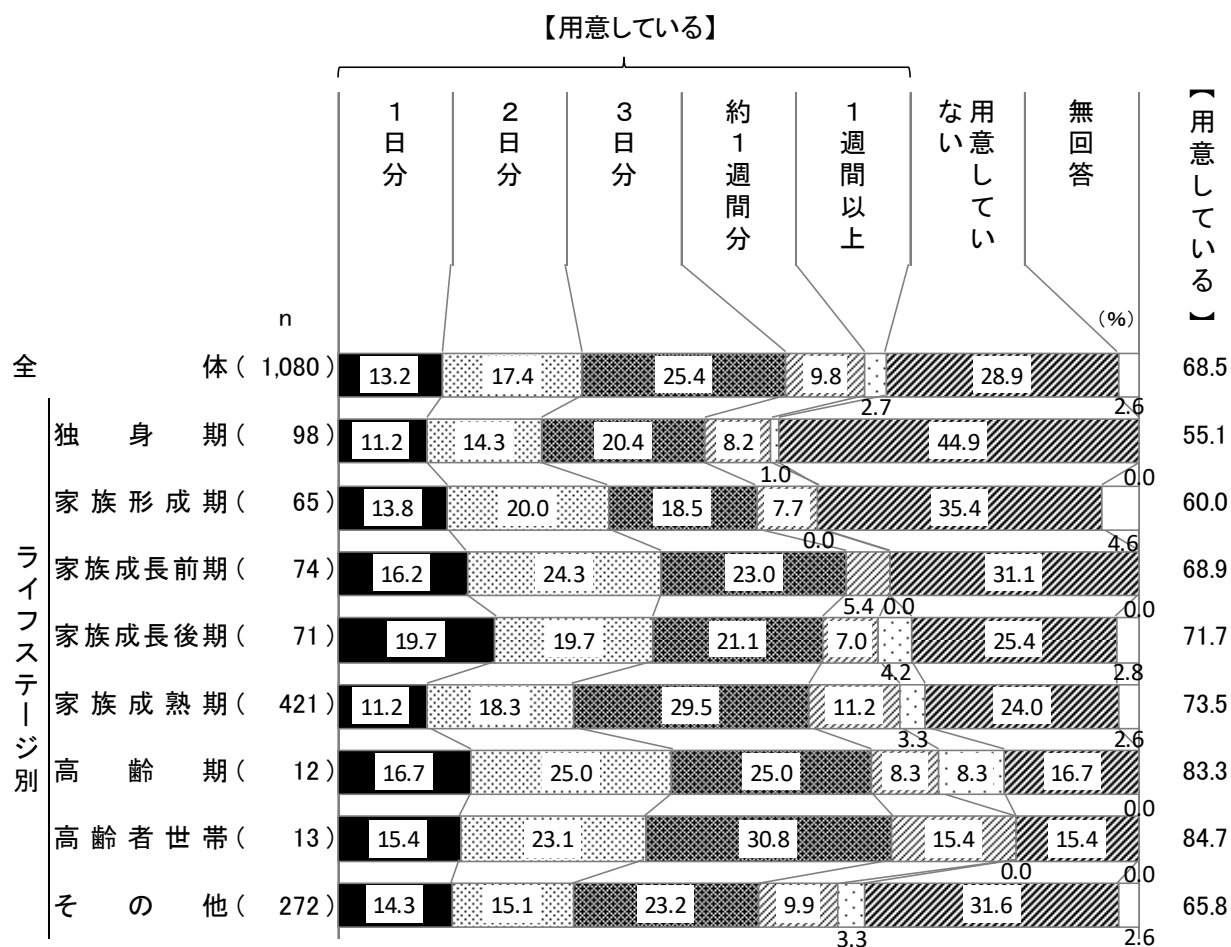 【用意している】
1日分
2日分
3日分
約1週間分
1週間以上
用意していない
無回答
【用意している】
n
(%)
全体( 1,080) 13.2 17.4 25.4 9.8 28.9 68.5
2.7 2.6
独身期( 98) 11.2 14.3 20.4 8.2 44.9 55.1
1.0 0.0
家族形成期( 65) 13.8 20.0 18.5 7.7 35.4 60.0
0.0 4.6
家族成長前期( 74) 16.2 24.3 23.0 31.1 68.9
5.4 0.0 0.0
家族成長後期( 71) 19.7 19.7 21.1 7.0 25.4 71.7
4.2 2.8
家族成熟期( 421) 11.2 18.3 29.5 11.2 24.0 73.5
3.3 2.6
高齢期( 12) 16.7 25.0 25.0 8.3 8.3 16.7 83.3
0.0
高齢者世帯( 13) 15.4 23.1 30.8 15.4 15.4 84.7
0.0 0.0
その他( 272) 14.3 15.1 23.2 9.9 31.6 65.8
3.3 2.6
ライフステージ別